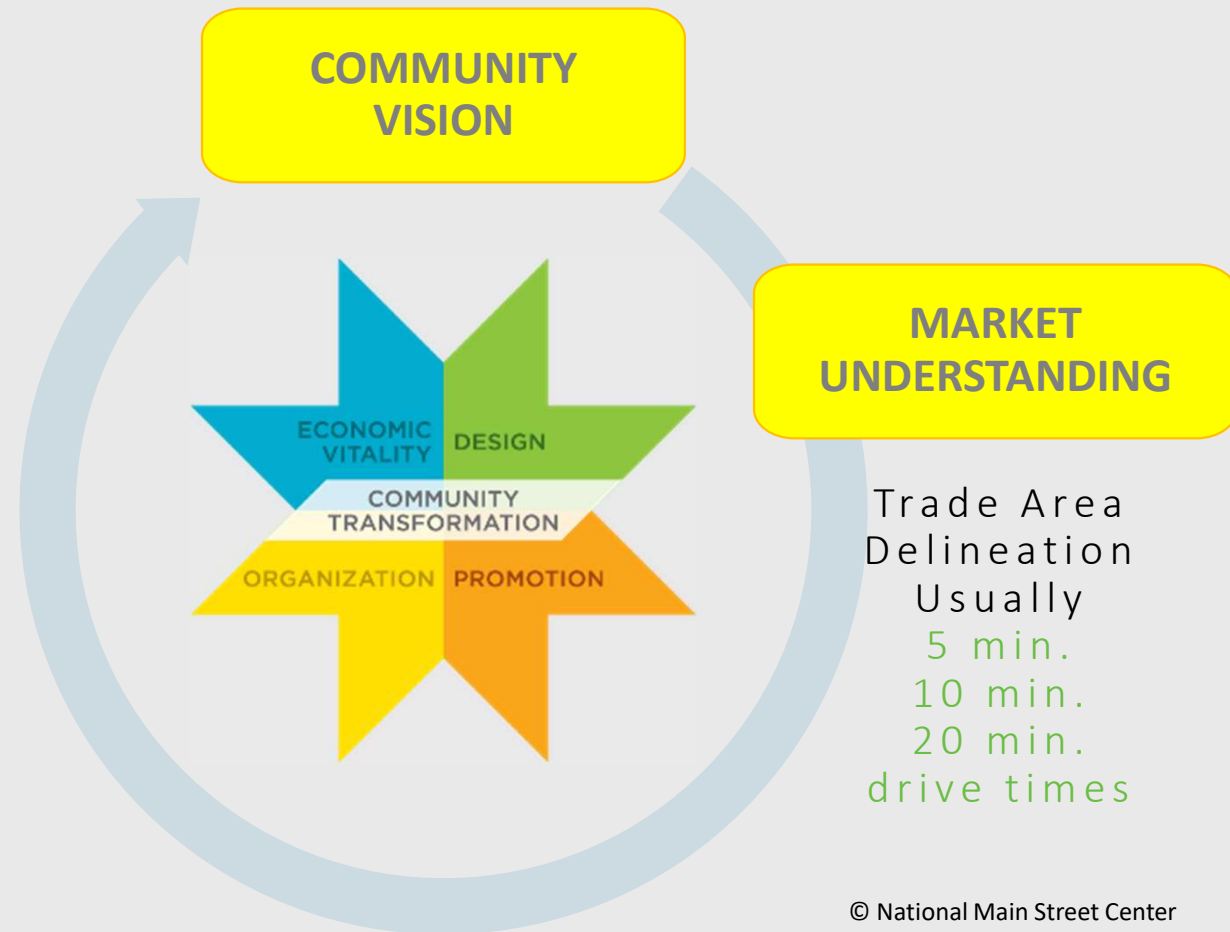 COMMUNITY
VISION
MARKET
UNDERSTANDING
ECONOMIC
VITALITY
DESIGN
COMMUNITY
TRANSFORMATION
ORGANIZATION
PROMOTION
Trade Area
Delineation
Usually
5 min.
10 min.
20 min.
drive times
© National Main Street Center